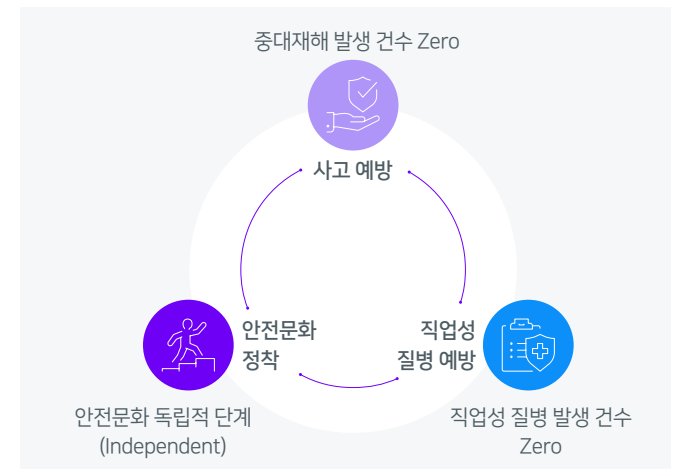 중대재해 발생 건수 Zero
사고 예방
안전문화
정착
직업성
질병 예방
안전문화 독립적 단계
(Independent)
직업성 질병 발생 건수
Zero